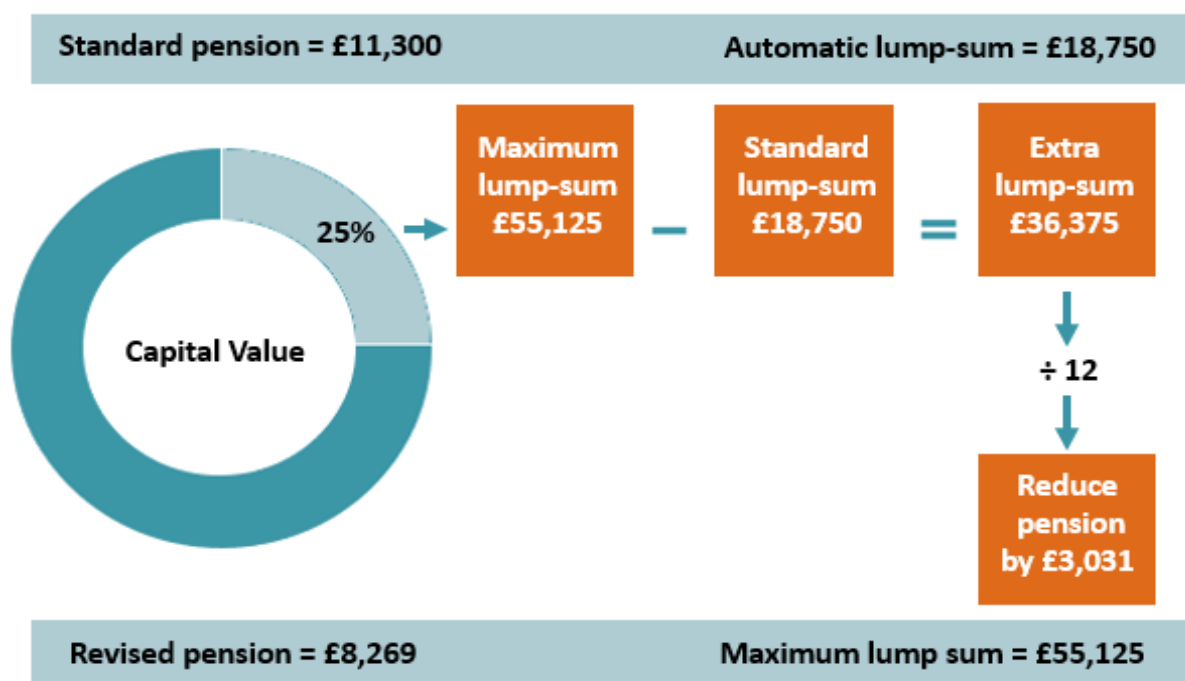 Standard pension = £11,300
Automatic lump-sum = £18,750
Maximum
lump-sum
£55,125
–
Standard
lump-sum
£18,750
=
Extra
lump-sum
£36,375
25%
Capital Value
÷ 12
Reduce
pension
by £3,031
Revised pension = £8,269
Maximum lump sum = £55,125